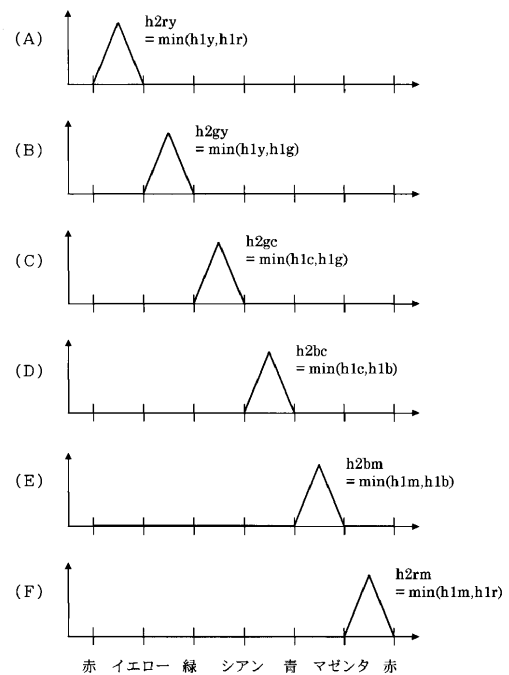 (A)
h2ry
= min(h1y,h1r)
(B)
h2gy
= min(h1y,h1g)
(C)
h2gc
= min(h1c,h1g)
(D)
h2bc
= min(h1c,h1b)
(E)
h2bm
= min(h1m,h1b)
(F)
h2rm
= min(h1m,h1r)
赤 イエロー 緑 シアン 青 マゼンタ 赤